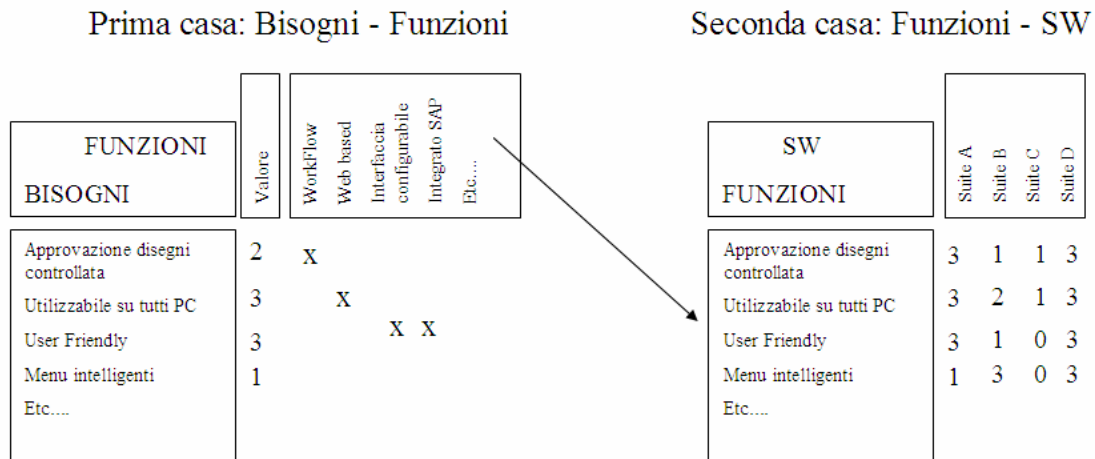 Prima casa: Bisogni - Funzioni
FUNZIONI
BISOGNI
Valore
WorkFlow
Web based
Interfaccia
configurabile
Integrato SAP
Etc....
Approvazione disegni
controllata
2
x
Utilizzabile su tutti PC
3
x
User Friendly
3
x x
Menu intelligenti
1
Etc....
Seconda casa: Funzioni - SW
SW
FUNZIONI
Suite A
Suite B
Suite C
Suite D
Approvazione disegni
controllata
3 1 1 3
Utilizzabile su tutti PC
3 2 1 3
User Friendly
3 1 0 3
Menu intelligenti
1 3 0 3
Etc....